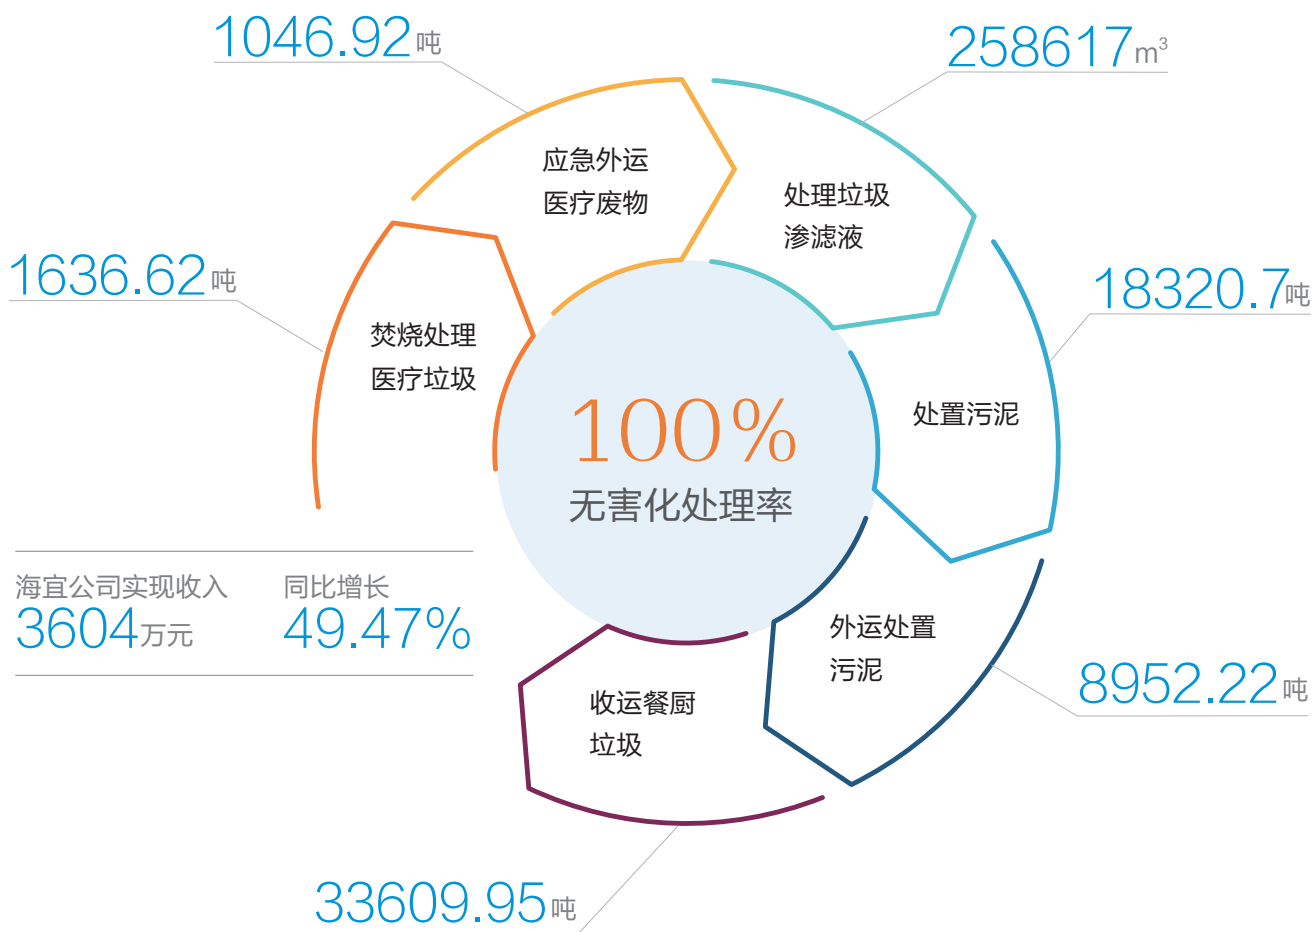 1046.92吨
258617m³
应急外运
医疗废物
处理垃圾
渗滤液
1636.62吨
18320.7吨
焚烧处理
医疗垃圾
处置污泥
100%
无害化处理率
海宜公司实现收入
3604万元
同比增长
49.47%
外运处置
污泥
8952.22吨
收运餐厨
垃圾
33609.95吨